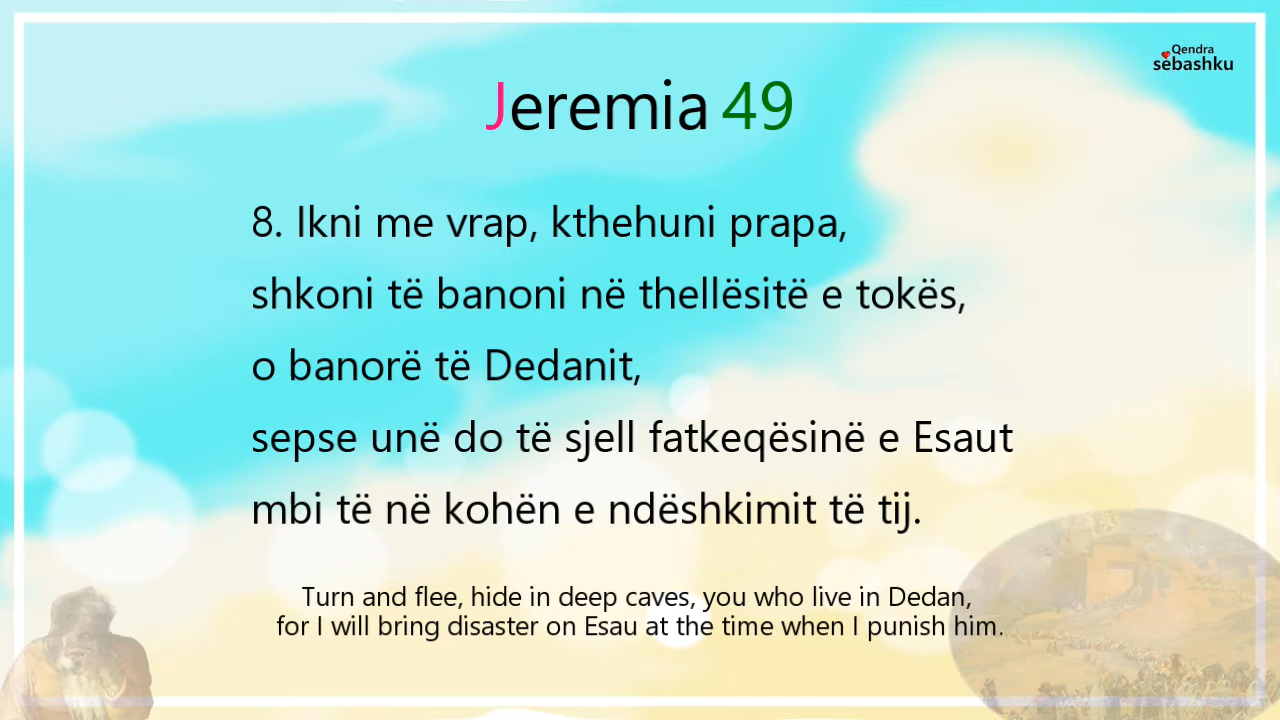 Qendra
sëbashku
Jeremia 49
8. Ikni me vrap, kthehuni prapa,
shkoni të banoni në thellësitë e tokës,
o banorë të Dedanit,
sepse unë do të sjell fatkeqësinë e Esaut
mbi të në kohën e ndëshkimit të tij.
Turn and flee, hide in deep caves, you who live in Dedan,
for I will bring disaster on Esau at the time when I punish him.